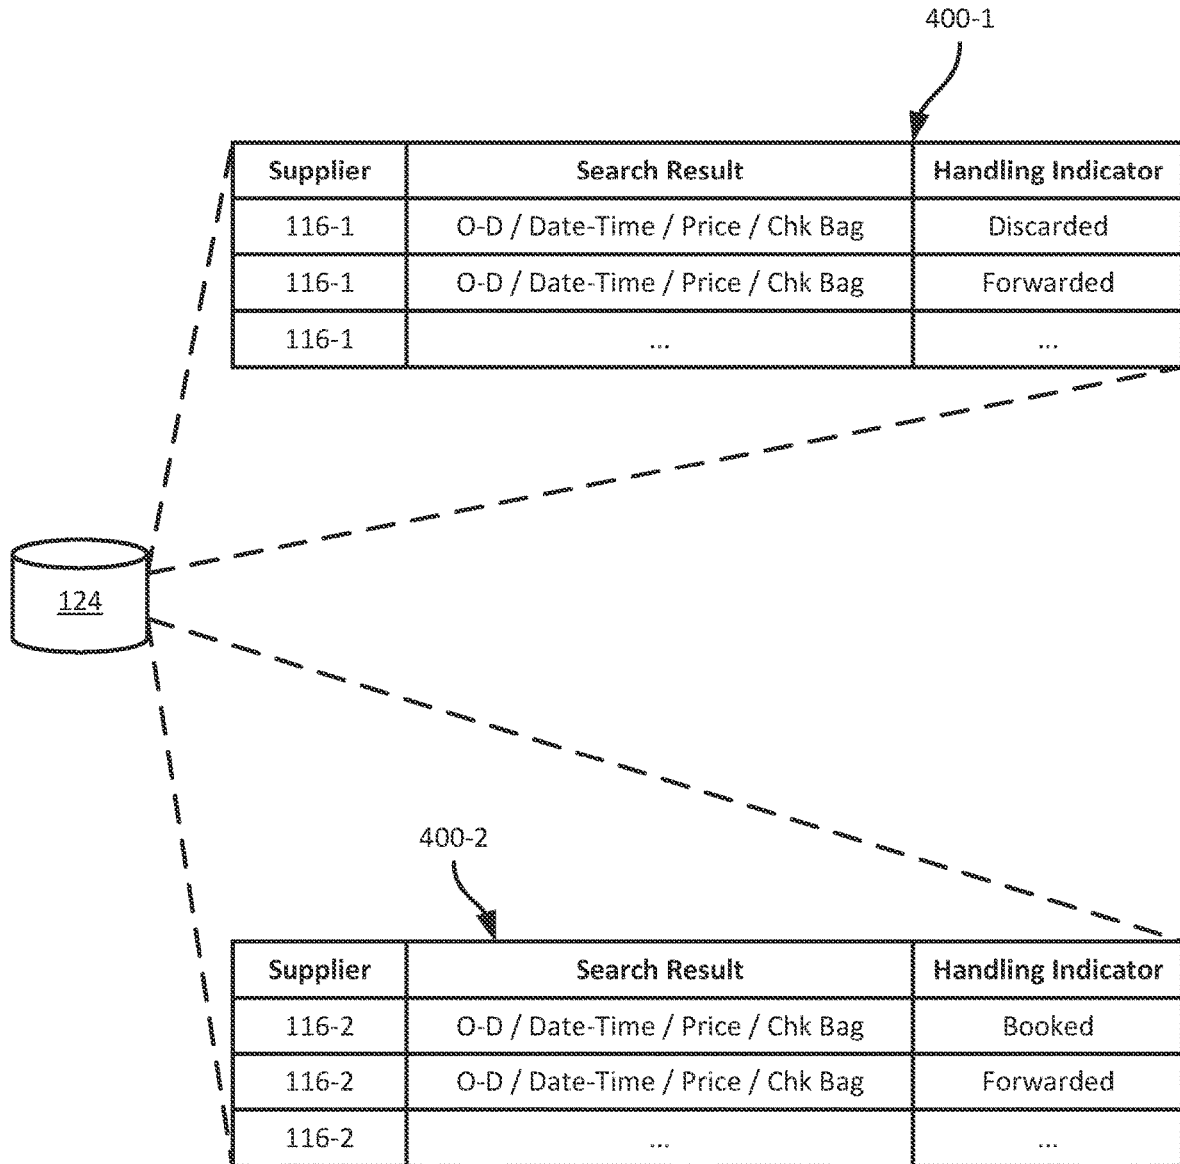 400-1
Supplier Search Result Handling Indicator
116-1 O-D / Date-Time / Price / Chk Bag Discarded
116-1 O-D / Date-Time / Price / Chk Bag Forwarded
116-1 ... ...
124
400-2
Supplier Search Result Handling Indicator
116-2 O-D / Date-Time / Price / Chk Bag Booked
116-2 O-D / Date-Time / Price / Chk Bag Forwarded
116-2 ... ...